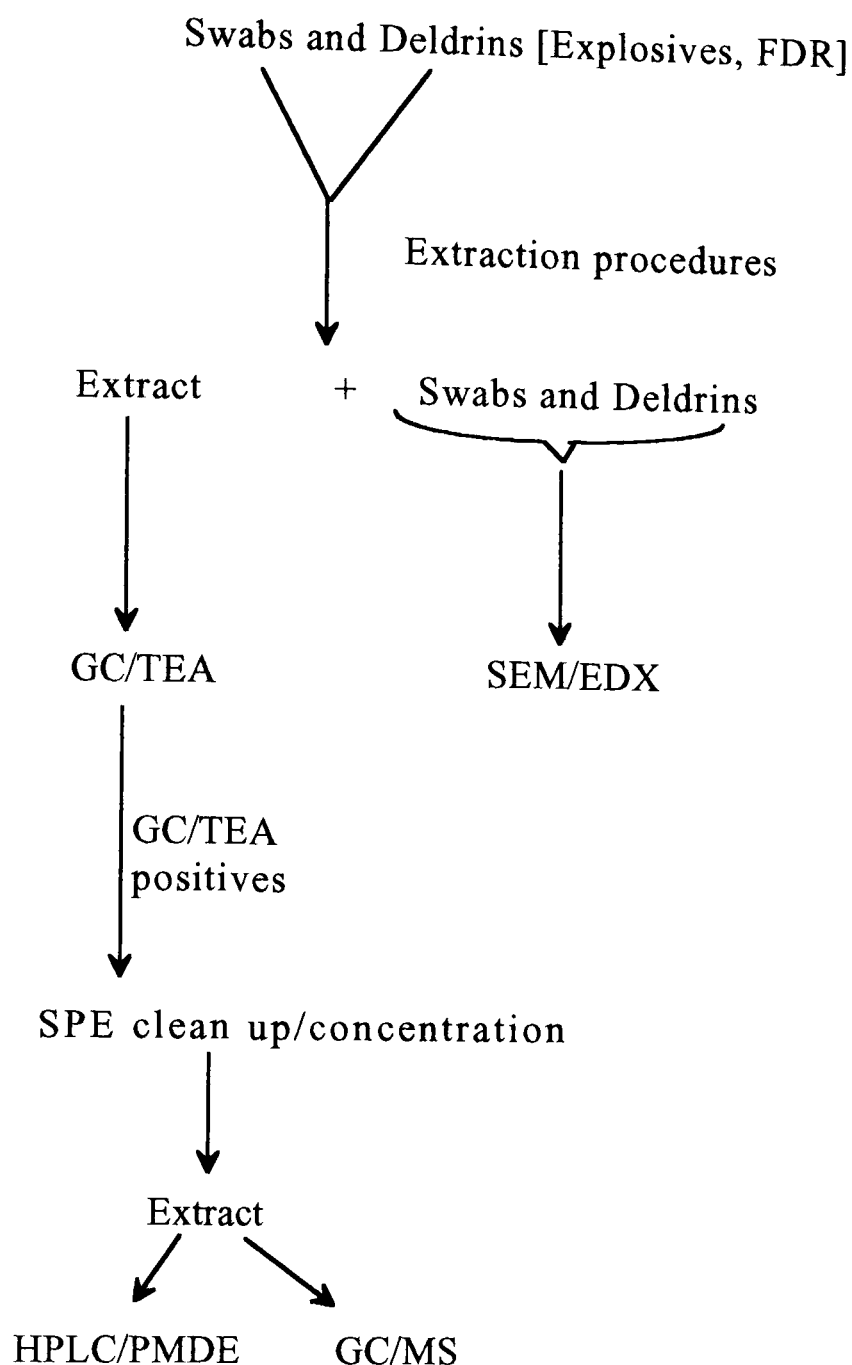 Swabs and Deldrins [Explosives, FDR]
Extraction procedures
Extract + Swabs and Deldrins
GC/TEA SEM/EDX
GC/TEA
positives
SPE clean up/concentration
Extract
HPLC/PMDE GC/MS